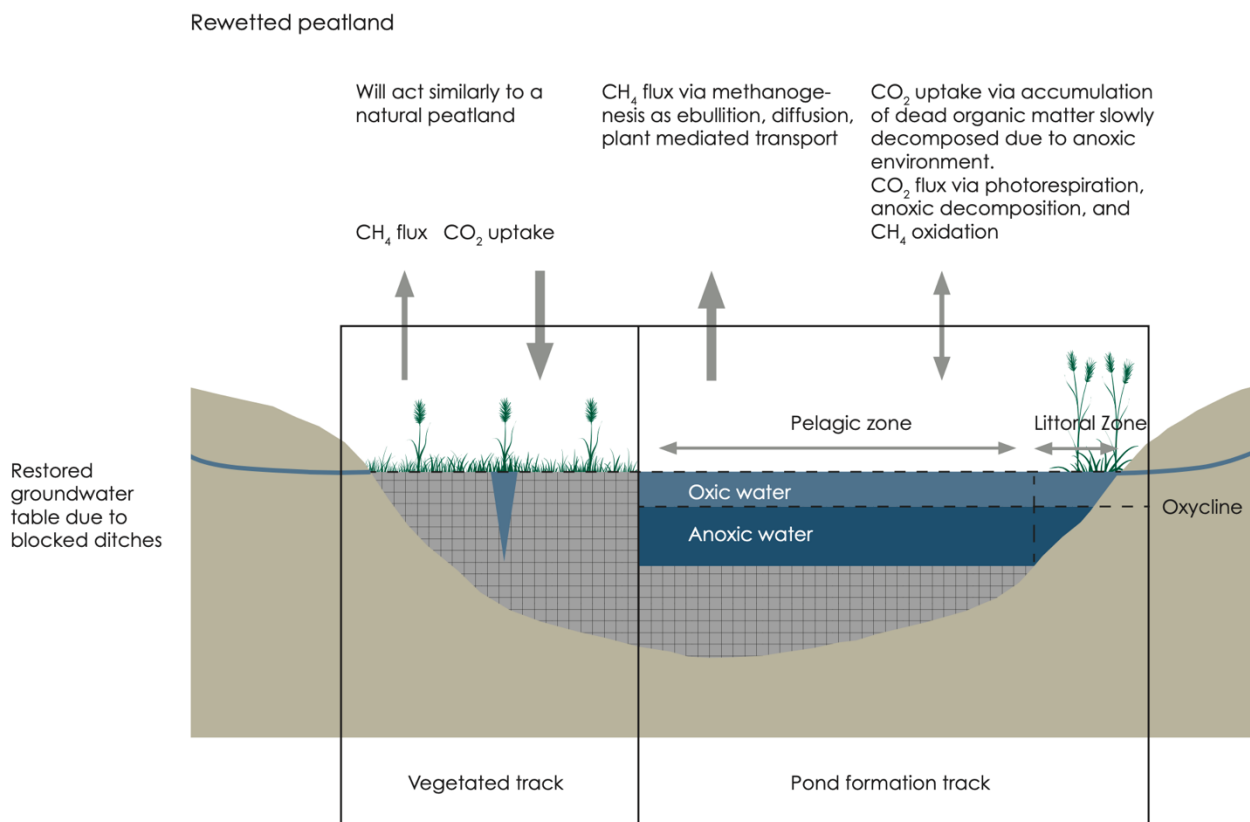 Rewetted peatland
Will act similarly to a
natural peatland
CH₄ flux via methanoge-
nesis as ebullition, diffusion,
plant mediated transport
CO₂ uptake via accumulation
of dead organic matter slowly
decomposed due to anoxic
environment.
CO₂ flux via photorespiration,
anoxic decomposition, and
CH₄ oxidation
CH₄ flux
CO₂ uptake
Pelagic zone
Littoral Zone
Restored
groundwater
table due to
blocked ditches
Oxic water
Anoxic water
Oxycline
Vegetated track
Pond formation track